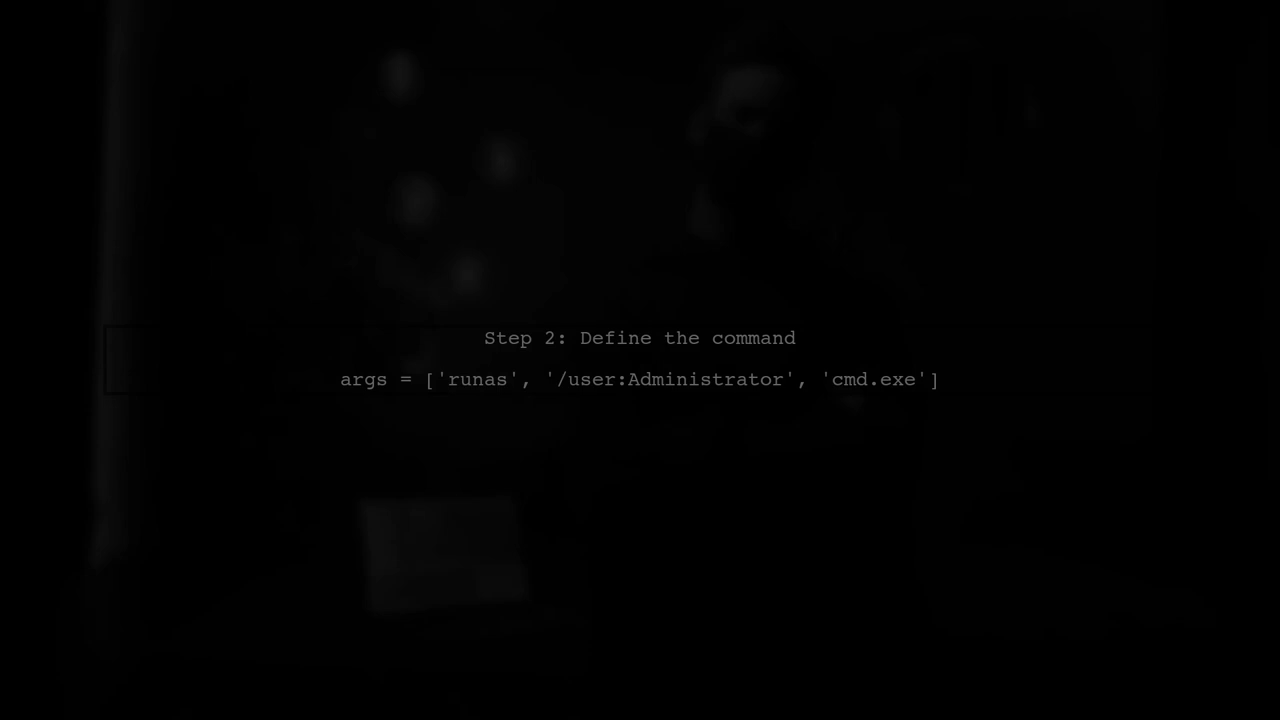 Step 2: Define the command
args = ['runas', '/user:Administrator', 'cmd.exe']